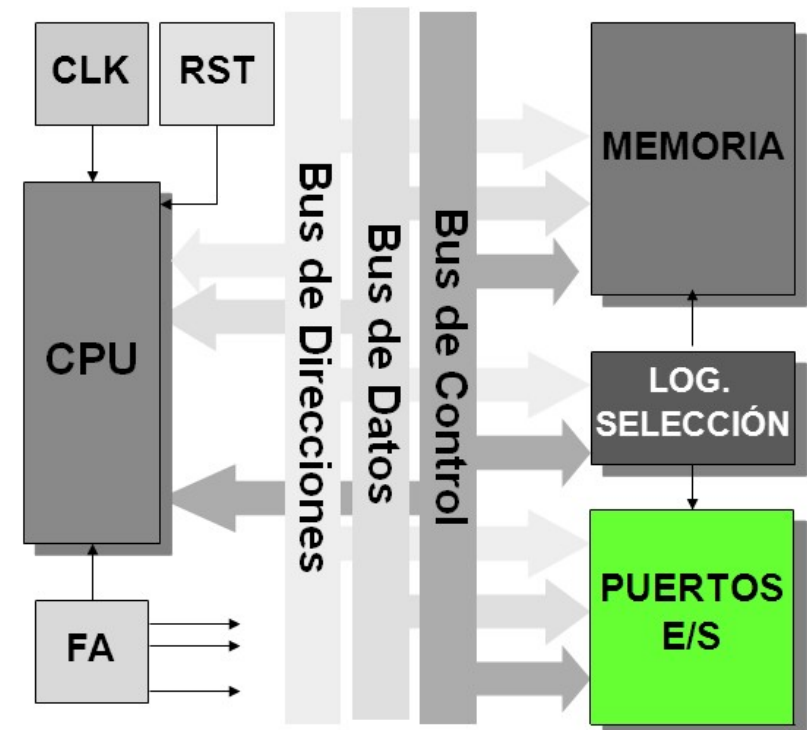 CLK
RST
MEMORIA
Bus de Direcciones
Bus de Datos
Bus de Control
CPU
LOG.
SELECCIÓN
PUERTOS
E/S
FA